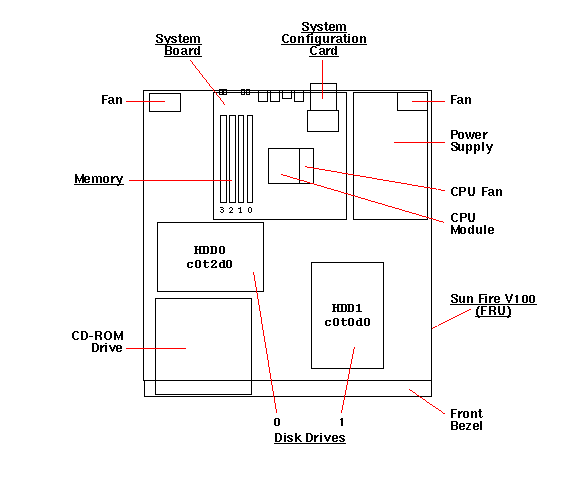 System
Configuration
Card
System
Board
Fan
Fan
Power
Supply
Memory
3 2 1 0
CPU Fan
CPU
Module
HDD0
c0t2d0
HDD1
c0t0d0
Sun Fire V100
(FRU)
CD-ROM
Drive
0 1
Disk Drives
Front
Bezel